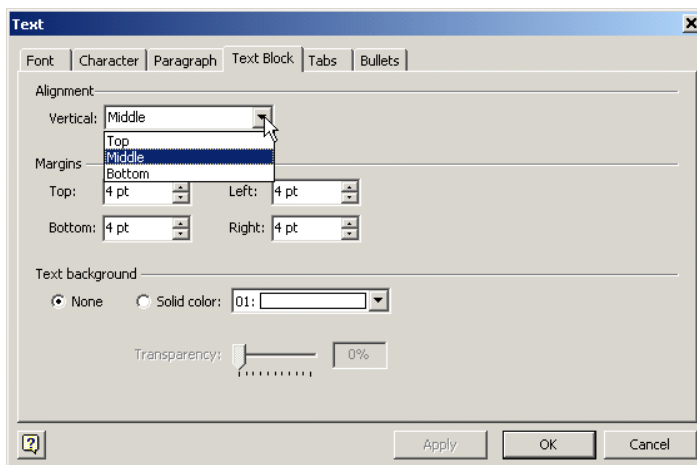 Text
Font Character Paragraph Text Block Tabs Bullets
Alignment
Vertical: Middle
Top
Middle
Bottom
Margins
Top: 4 pt Left: 4 pt
Bottom: 4 pt Right: 4 pt
Text background
None Solid color: 01:
Transparency: 0%
? Apply OK Cancel